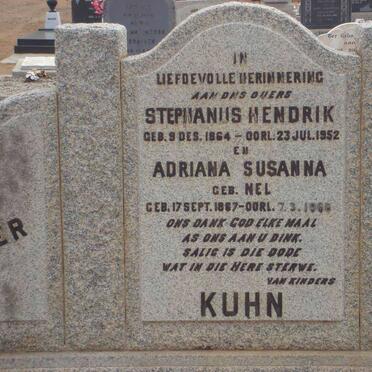 IN
LIEFDEVOLLE HERINNERING
AAN ONS OUERS
STEPHANUS HENDRIK
GEB. 9 DES. 1864 - OORL. 23 JUL. 1952
EN
ADRIANA SUSANNA
GEB. NEL
GEB. 17 SEPT. 1867 - OORL. 7.3.
ONS DANK GOD ELKE MAAL
AS ONS AAN U DINK.
SALIG IS DIE DODE
WAT IN DIE HERE STERWE.
VAN KINDERS
KUHN